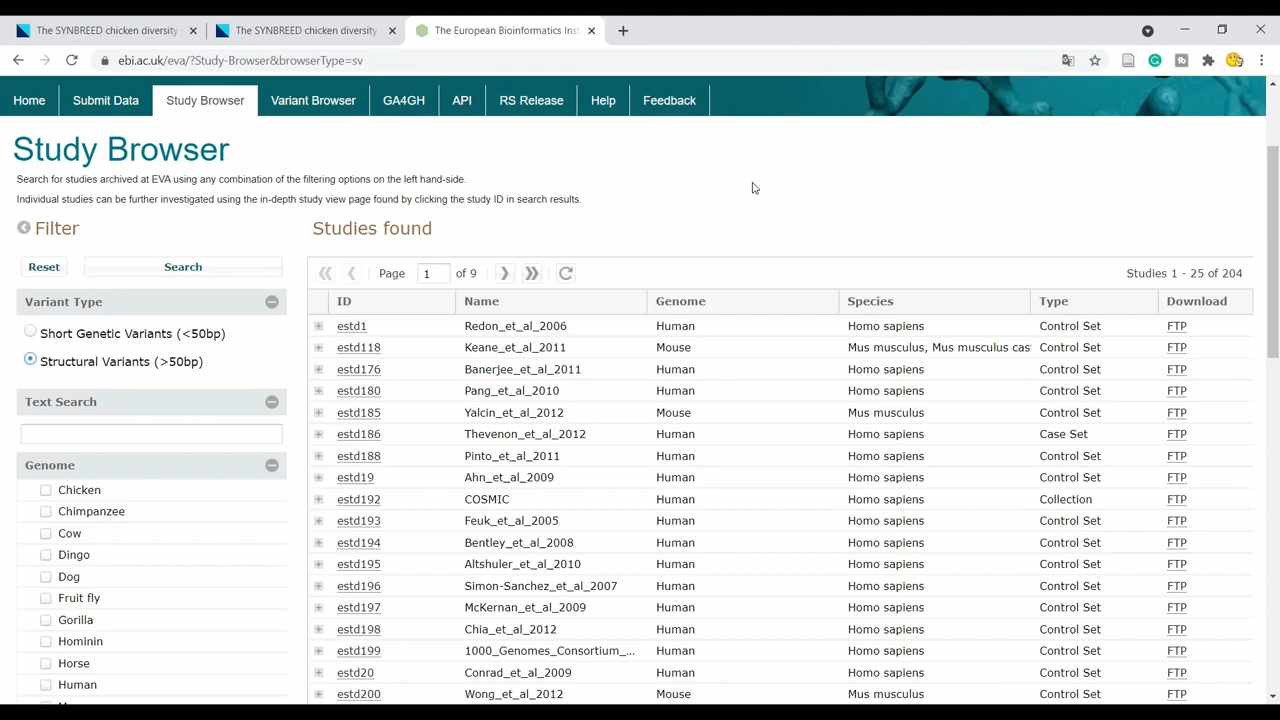 The SYNBREED chicken diversity
The SYNBREED chicken diversity
The European Bioinformatics Inst
ebi.ac.uk/eva/?Study-Browser&browserType=sv
Home Submit Data Study Browser Variant Browser GA4GH API RS Release Help Feedback
Study Browser
Search for studies archived at EVA using any combination of the filtering options on the left hand-side.
Individual studies can be further investigated using the in-depth study view page found by clicking the study ID in search results.
Filter
Reset Search
Variant Type
Short Genetic Variants (<50bp)
Structural Variants (>50bp)
Text Search
Genome
Chicken
Chimpanzee
Cow
Dingo
Dog
Fruit fly
Gorilla
Hominin
Horse
Human
Studies found
Page 1 of 9 Studies 1 - 25 of 204
ID Name Genome Species Type Download
estd1 Redon_et_al_2006 Human Homo sapiens Control Set FTP
estd118 Keane_et_al_2011 Mouse Mus musculus, Mus musculus cas Control Set FTP
estd176 Banerjee_et_al_2011 Human Homo sapiens Control Set FTP
estd180 Pang_et_al_2010 Human Homo sapiens Control Set FTP
estd185 Yalcin_et_al_2012 Mouse Mus musculus Control Set FTP
estd186 Thevenon_et_al_2012 Human Homo sapiens Case Set FTP
estd188 Pinto_et_al_2011 Human Homo sapiens Control Set FTP
estd19 Ahn_et_al_2009 Human Homo sapiens Control Set FTP
estd192 COSMIC Human Homo sapiens Collection FTP
estd193 Feuk_et_al_2005 Human Homo sapiens Control Set FTP
estd194 Bentley_et_al_2008 Human Homo sapiens Control Set FTP
estd195 Altshuler_et_al_2010 Human Homo sapiens Control Set FTP
estd196 Simon-Sanchez_et_al_2007 Human Homo sapiens Control Set FTP
estd197 McKernan_et_al_2009 Human Homo sapiens Control Set FTP
estd198 Chia_et_al_2012 Human Homo sapiens Control Set FTP
estd199 1000_Genomes_Consortium_... Human Homo sapiens Control Set FTP
estd20 Conrad_et_al_2009 Human Homo sapiens Control Set FTP
estd200 Wong_et_al_2012 Mouse Mus musculus Control Set FTP